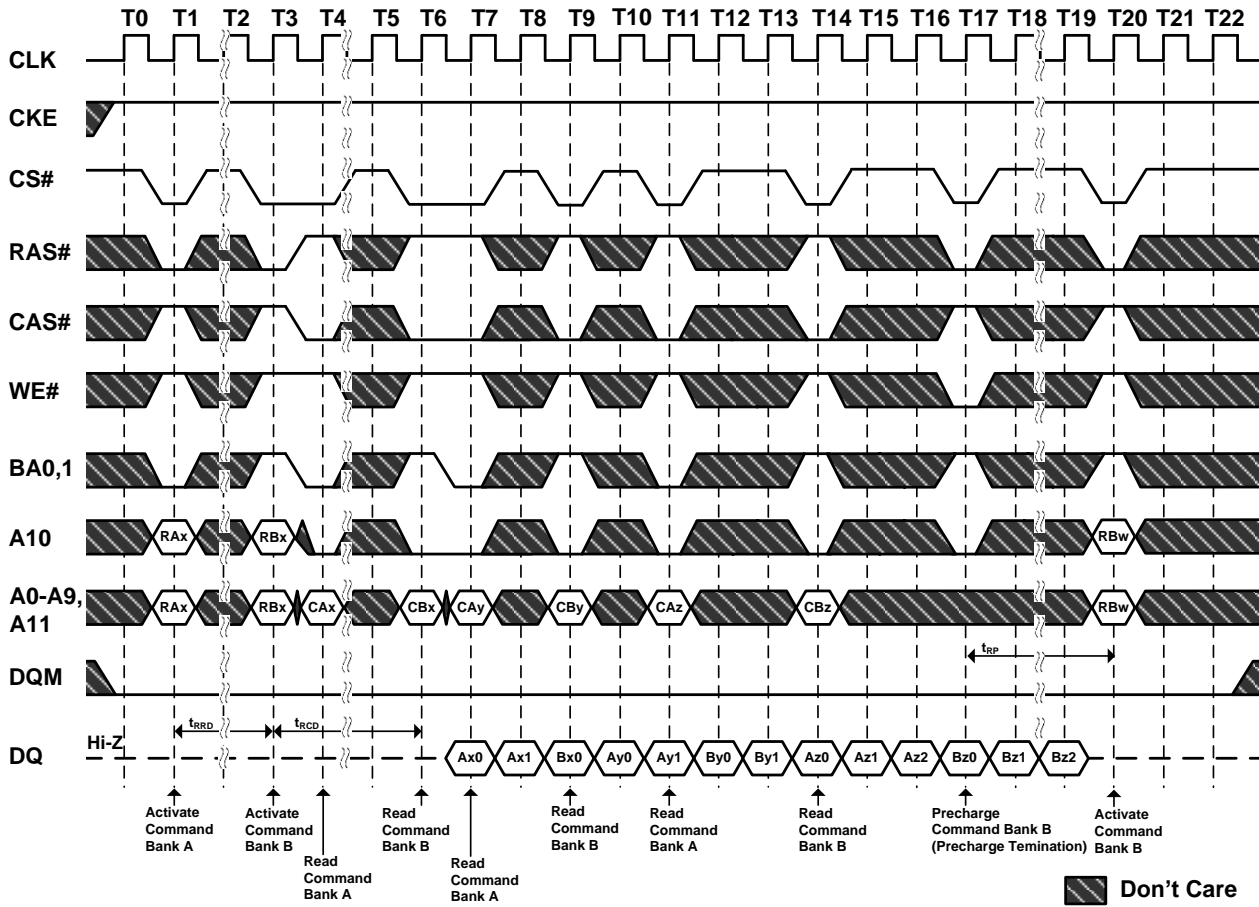 T0 T1 T2 T3 T4 T5 T6 T7 T8 T9 T10 T11 T12 T13 T14 T15 T16 T17 T18 T19 T20 T21 T22
CLK
CKE
CS#
RAS#
CAS#
WE#
BA0,1
A10
RAx RBx RBw
A0-A9,
A11
RAx RBx CAx CBx CAy CBy CAz CBz RBw
tRP
DQM
tRRD tRCD
Hi-Z
DQ
Ax0 Ax1 Bx0 Ay0 Ay1 By0 By1 Az0 Az1 Az2 Bz0 Bz1 Bz2
Activate
Command
Bank A
Activate
Command
Bank B
Read
Command
Bank A
Read
Command
Bank B
Read
Command
Bank A
Read
Command
Bank B
Read
Command
Bank A
Read
Command
Bank B
Precharge
Command Bank B
(Precharge Temination)
Activate
Command
Bank B
Don't Care